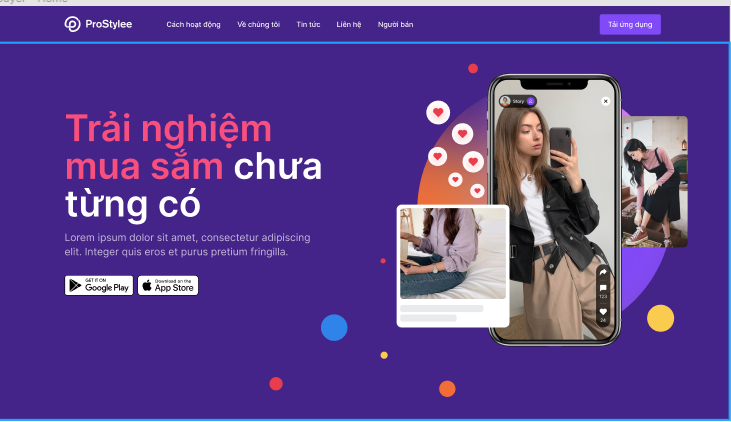 ProStylee
Cách hoạt động
Về chúng tôi
Tin tức
Liên hệ
Người bán
Tải ứng dụng
Trải nghiệm
mua sắm chưa
từng có
Lorem ipsum dolor sit amet, consectetur adipiscing
elit. Integer quis eros et purus pretium fringilla.
GET IT ON
Google Play
Download on the
App Store
Story
123
24